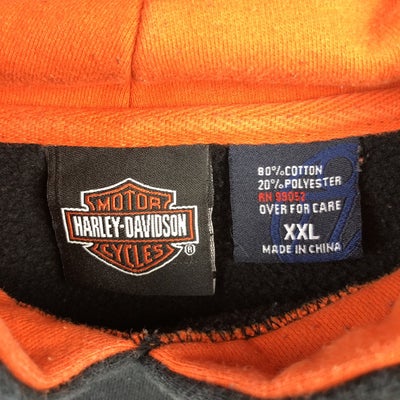 MOTOR
HARLEY-DAVIDSON
CYCLES
®
80% COTTON
20% POLYESTER
RN 99052
OVER FOR CARE
XXL
MADE IN CHINA